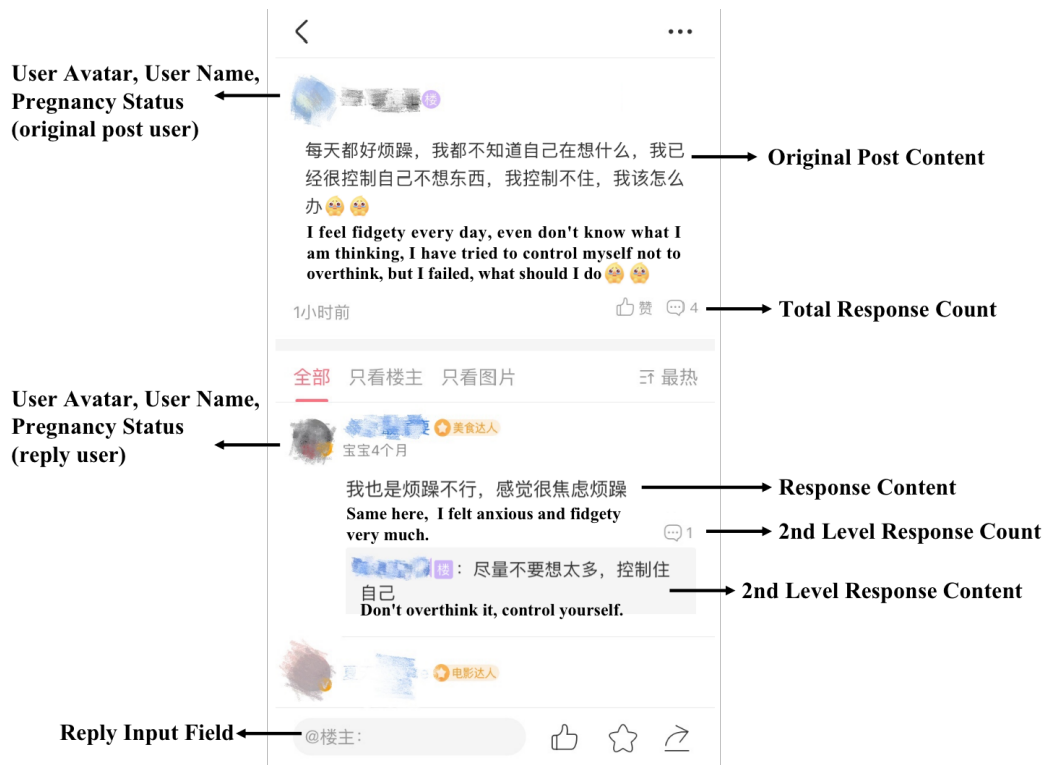 User Avatar, User Name,
Pregnancy Status
(original post user)
楼
每天都好烦躁，我都不知道自己在想什么，我已
经很控制自己不想东西，我控制不住，我该怎么
办
I feel fidgety every day, even don't know what I
am thinking, I have tried to control myself not to
overthink, but I failed, what should I do
Original Post Content
1小时前
赞 4
Total Response Count
全部 只看楼主 只看图片 最热
User Avatar, User Name,
Pregnancy Status
(reply user)
美食达人
宝宝4个月
我也是烦躁不行，感觉很焦虑烦躁
Response Content
Same here, I felt anxious and fidgety
very much.
1
2nd Level Response Count
楼：尽量不要想太多，控制住
自己
Don't overthink it, control yourself.
2nd Level Response Content
电影达人
Reply Input Field
@楼主：